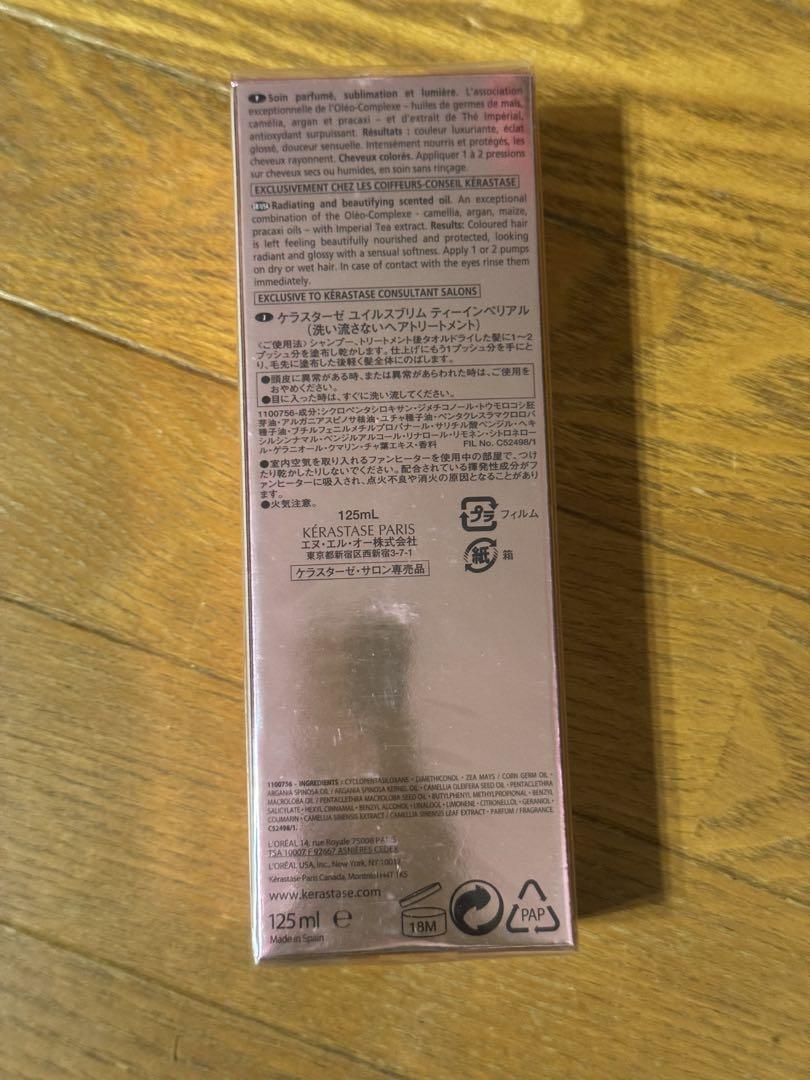 F Soin parfumé, sublimation et lumière. L'association
exceptionnelle de l'Oléo-Complexe – huiles de germes de maïs,
camélia, argan et pracaxi – et d'extrait de Thé Impérial,
antioxydant surpuissant. Résultats : couleur luxuriante, éclat
glossé, douceur sensuelle. Intensément nourris et protégés, les
cheveux rayonnent. Cheveux colorés. Appliquer 1 à 2 pressions
sur cheveux secs ou humides, en soin sans rinçage.
EXCLUSIVEMENT CHEZ LES COIFFEURS-CONSEIL KÉRASTASE
Radiating and beautifying scented oil. An exceptional
combination of the Oléo-Complexe - camellia, argan, maize,
pracaxi oils – with Imperial Tea extract. Results: Coloured hair
is left feeling beautifully nourished and protected, looking
radiant and glossy with a sensual softness. Apply 1 or 2 pumps
on dry or wet hair. In case of contact with the eyes rinse them
immediately.
EXCLUSIVE TO KÉRASTASE CONSULTANT SALONS
J ケラスターゼ ユイルスブリム ティーインペリアル
(洗い流さないヘアトリートメント)
〈ご使用法〉シャンプー、トリートメント後タオルドライした髪に1〜2
プッシュ分を塗布し乾かします。仕上げにもう1プッシュ分を手にと
り、毛先に塗布した後軽く髪全体にのばします。
●頭皮に異常がある時、または異常があらわれた時は、ご使用を
おやめください。
●目に入った時は、すぐに洗い流してください。
1100756-成分:シクロペンタシロキサン・ジメチコノール・トウモロコシ胚
芽油・アルガニアスピノサ核油・ユチャ種子油・ペンタクレスラマクロロバ
種子油・ブチルフェニルメチルプロパナール・サリチル酸ベンジル・ヘキ
シルシンナマル・ベンジルアルコール・リナロール・リモネン・シトロネロー
ル・ゲラニオール・クマリン・チャ葉エキス・香料 FIL No. C52498/1
●室内空気を取り入れるファンヒーターを使用中の部屋で、つけ
たり乾かしたりしないでください。配合されている揮発性成分がフ
ァンヒーターに吸入され、点火不良や消火の原因となることがあり
ます。
●火気注意。
125mL
KÉRASTASE PARIS
エヌ・エル・オー株式会社
東京都新宿区西新宿3-7-1
ケラスターゼ・サロン専売品
プラ フィルム
紙 箱
1100756 - INGREDIENTS : CYCLOPENTASILOXANE • DIMETHICONOL • ZEA MAYS / CORN GERM OIL •
ARGANIA SPINOSA OIL / ARGANIA SPINOSA KERNEL OIL • CAMELLIA OLEIFERA SEED OIL • PENTACLETHRA
MACROLOBA OIL / PENTACLETHRA MACROLOBA SEED OIL • BUTYLPHENYL METHYLPROPIONAL • BENZYL
SALICYLATE • HEXYL CINNAMAL • BENZYL ALCOHOL • LINALOOL • LIMONENE • CITRONELLOL • GERANIOL •
COUMARIN • CAMELLIA SINENSIS EXTRACT / CAMELLIA SINENSIS LEAF EXTRACT • PARFUM / FRAGRANCE.
C52498/1.
L'ORÉAL 14, rue Royale 75008 PARIS
TSA 10007 F 92667 ASNIÈRES CEDEX
L'ORÉAL USA, Inc., New York, NY 10017
Kérastase Paris Canada, Montréal H4T 1K5
www.kerastase.com
125 ml e
Made in Spain
18M
PAP